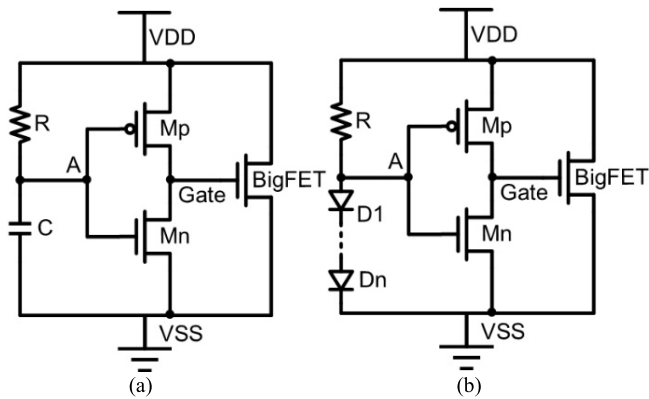 VDD
R
Mp
A
Gate
BigFET
C
Mn
VSS
(a)
VDD
R
Mp
A
Gate
BigFET
D1
Mn
Dn
VSS
(b)